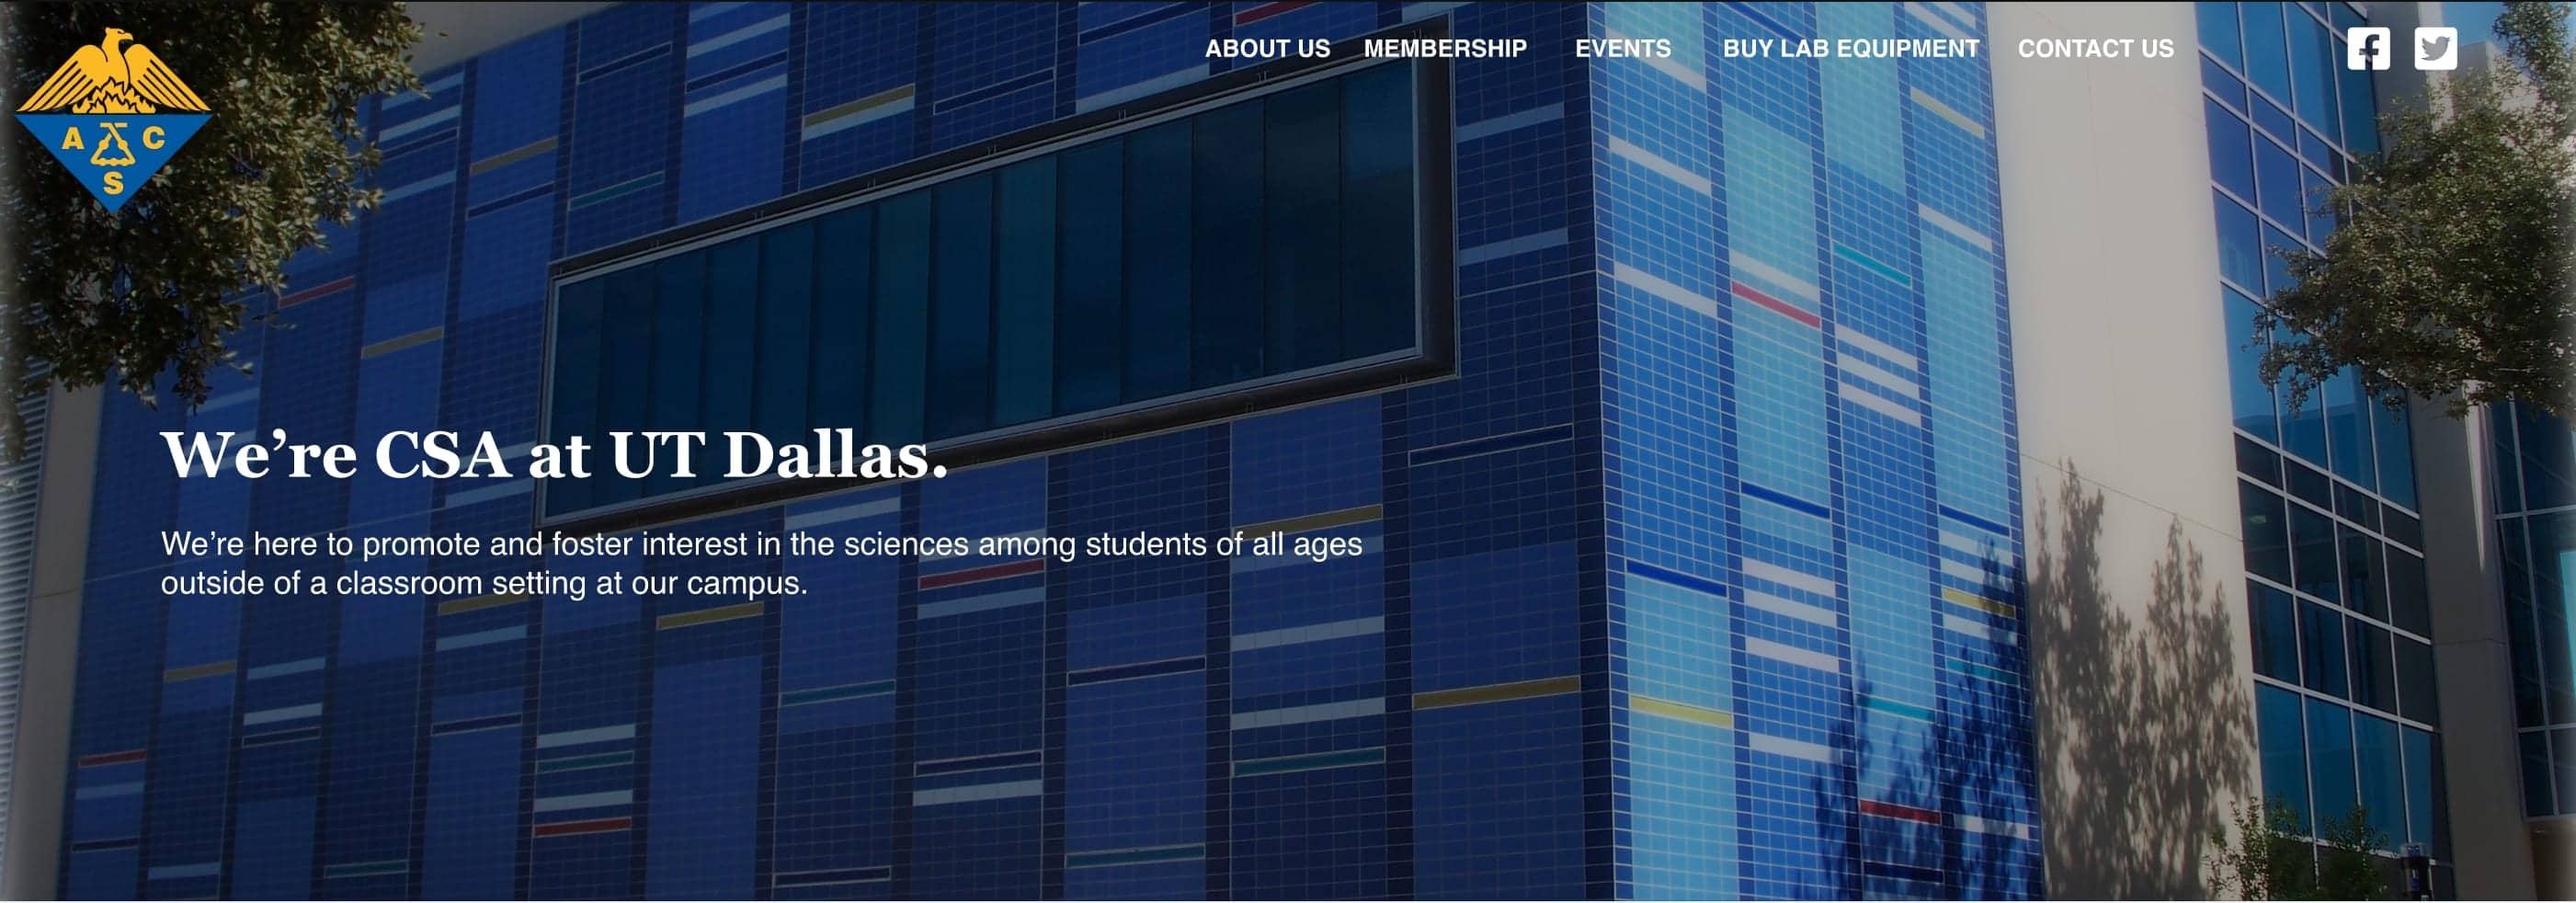 A C
S
ABOUT US MEMBERSHIP EVENTS BUY LAB EQUIPMENT CONTACT US
We’re CSA at UT Dallas.
We’re here to promote and foster interest in the sciences among students of all ages
outside of a classroom setting at our campus.